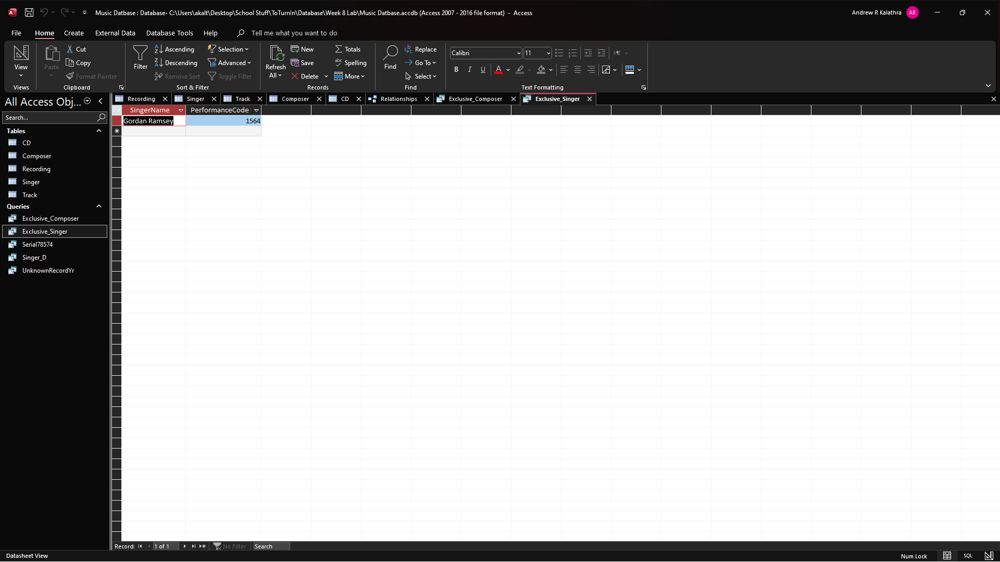 Music Datbase : Database- C:\Users\akalt\Desktop\School Stuff\ToTurnIn\Database\Week 8 Lab\Music Datbase.accdb (Access 2007 - 2016 file format) - Access
Andrew R Kalathra AR
File Home Create External Data Database Tools Help Tell me what you want to do
View
Views
Paste
Cut
Copy
Format Painter
Clipboard
Filter
Ascending
Descending
Remove Sort
Selection
Advanced
Toggle Filter
Sort & Filter
Refresh
All
New
Save
Delete
Totals
Spelling
More
Records
Find
Replace
Go To
Select
Find
Calibri 11
B I U A
Text Formatting
All Access Obj...
Search...
Tables
CD
Composer
Recording
Singer
Track
Queries
Exclusive_Composer
Exclusive_Singer
Serial78574
Singer_D
UnknownRecordYr
Recording Singer Track Composer CD Relationships Exclusive_Composer Exclusive_Singer
SingerName PerformanceCode
Gordan Ramsey 1564
Record: 1 of 1 No Filter Search
Datasheet View
Num Lock SQL